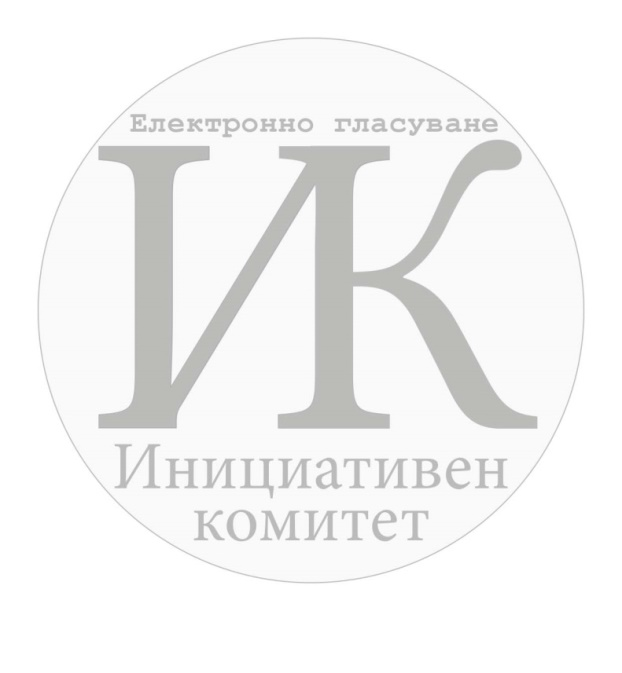 Електронно гласуване
ИК
Инициативен
комитет